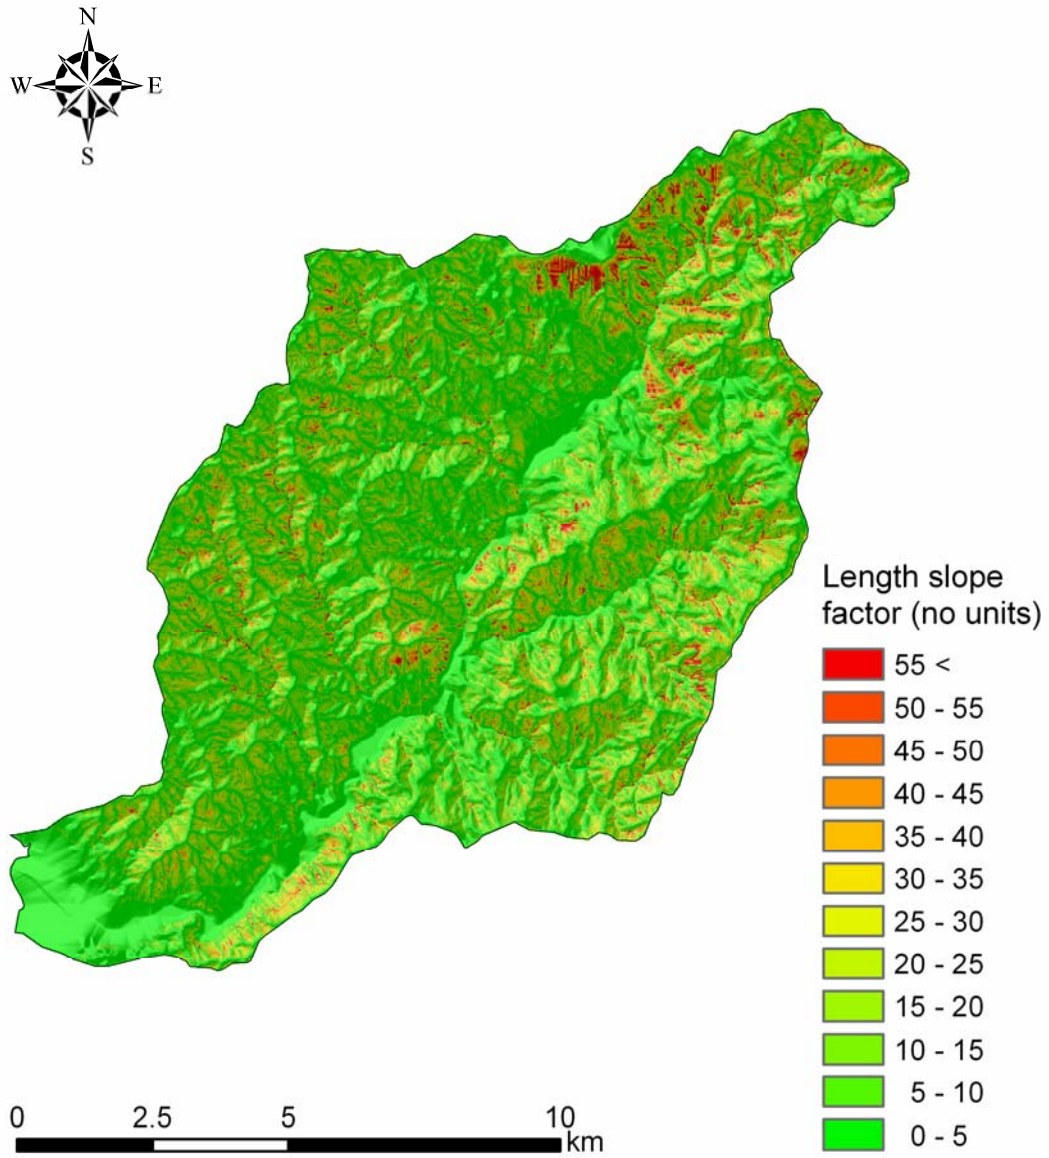 N
W E
S
Length slope
factor (no units)
55 <
50 - 55
45 - 50
40 - 45
35 - 40
30 - 35
25 - 30
20 - 25
15 - 20
10 - 15
5 - 10
0 - 5
0 2.5 5 10
km